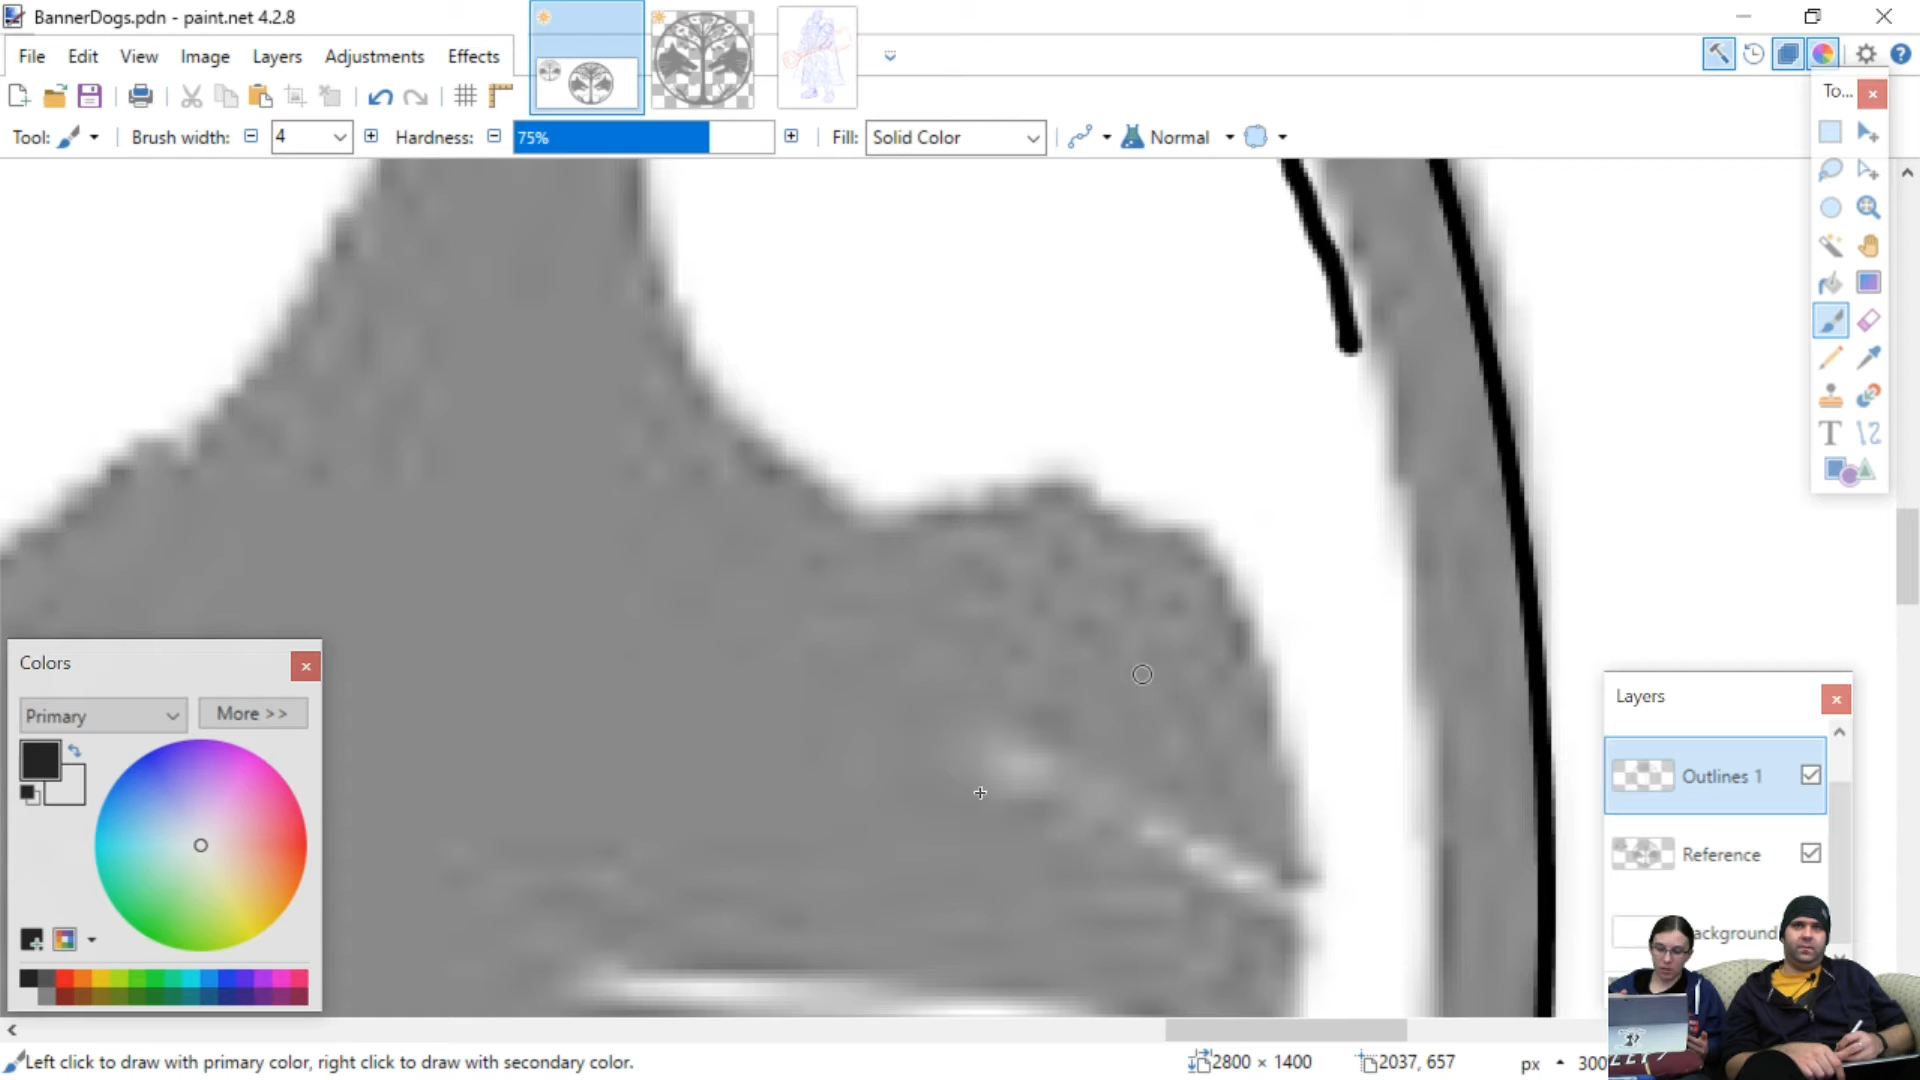 BannerDogs.pdn - paint.net 4.2.8
File Edit View Image Layers Adjustments Effects
Tool: Brush width: 4 Hardness: 75% Fill: Solid Color Normal
To...
Colors
Primary More >>
Layers
Outlines 1
Reference
ackground
Left click to draw with primary color, right click to draw with secondary color.
2800 × 1400 2037, 657 px 300